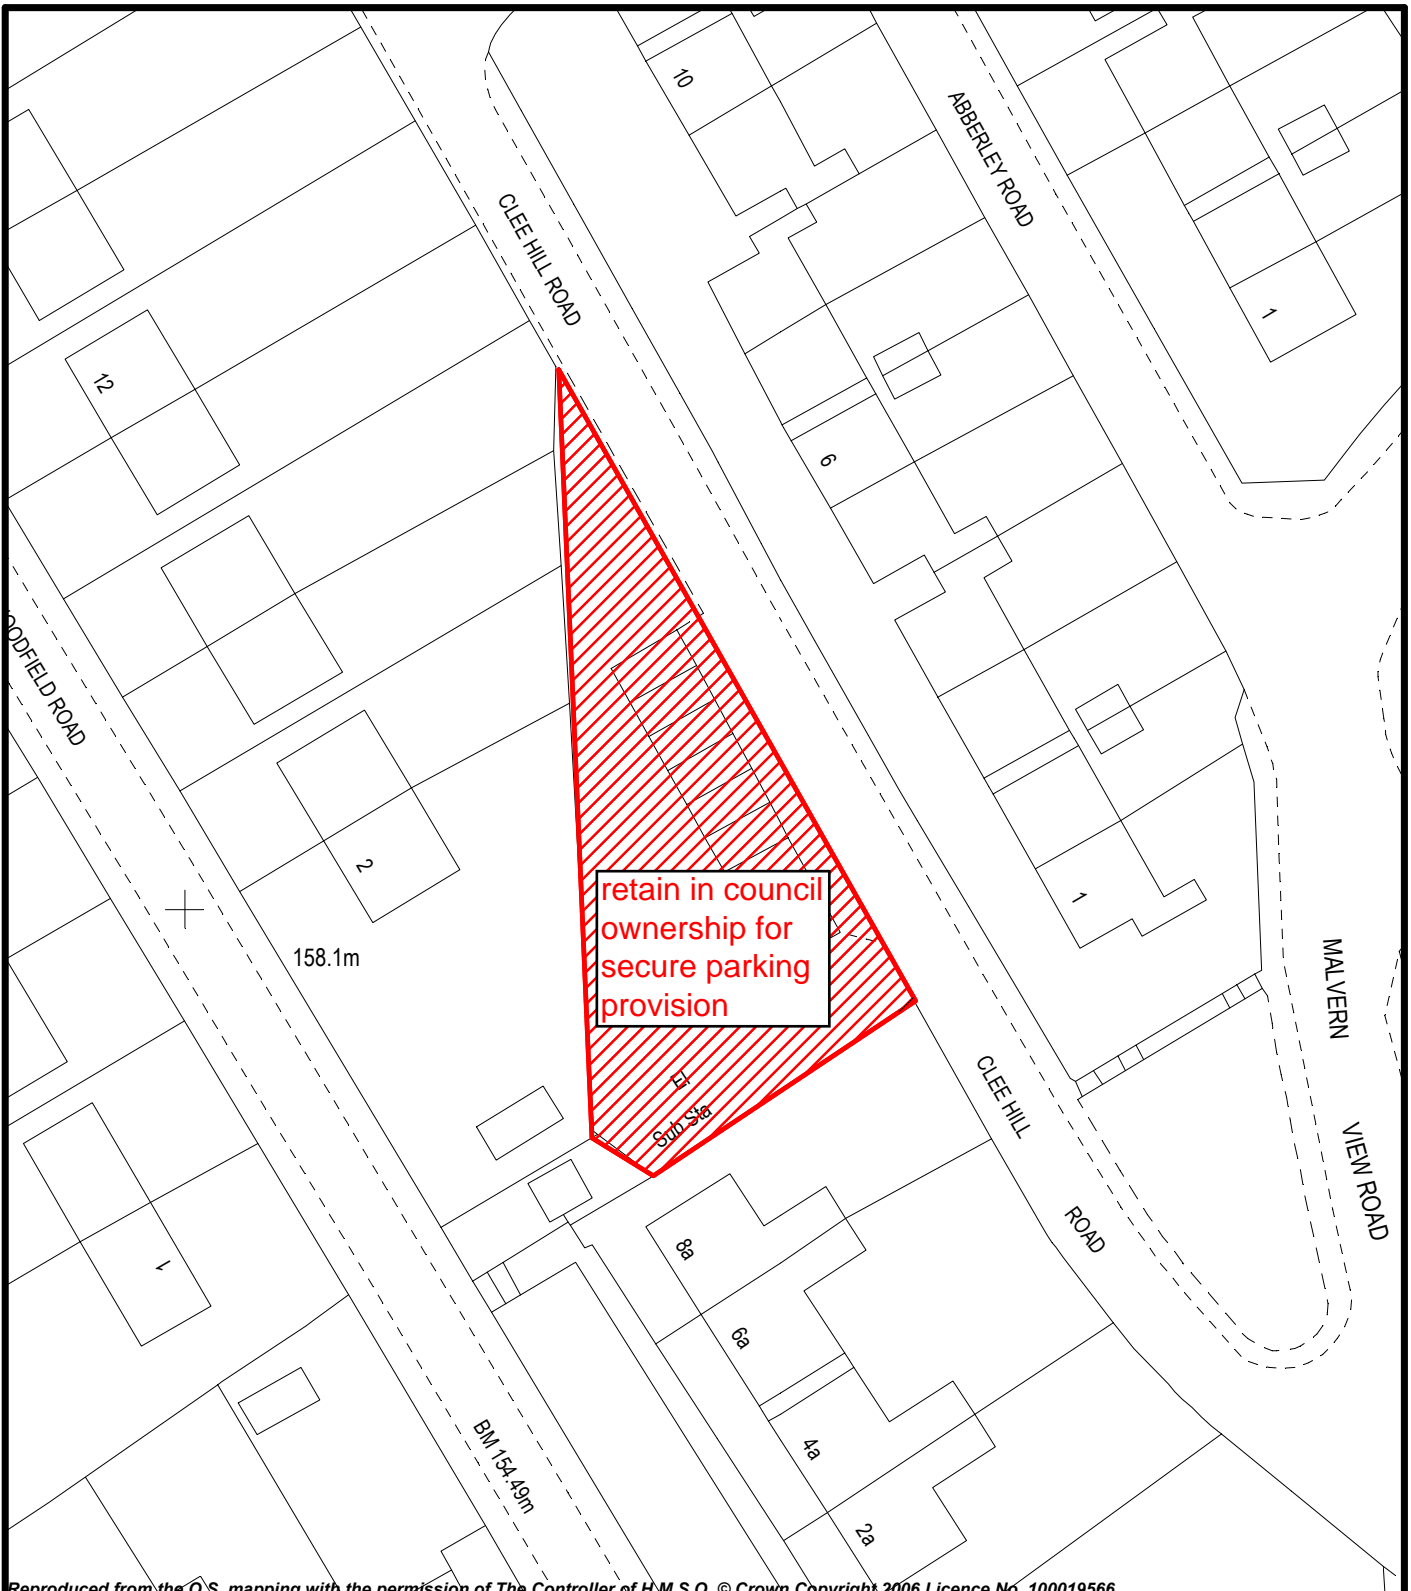 10
ABBERLEY ROAD
CLEE HILL ROAD
1
12
6
OODFIELD ROAD
2
retain in council
ownership for
secure parking
provision
1
158.1m
MALVERN
VIEW ROAD
El
Sub Sta
CLEE HILL
ROAD
1
8a
6a
4a
2a
BM 154.49m
Reproduced from the O.S. mapping with the permission of The Controller of H.M.S.O. © Crown Copyright 2006 Licence No. 100019566